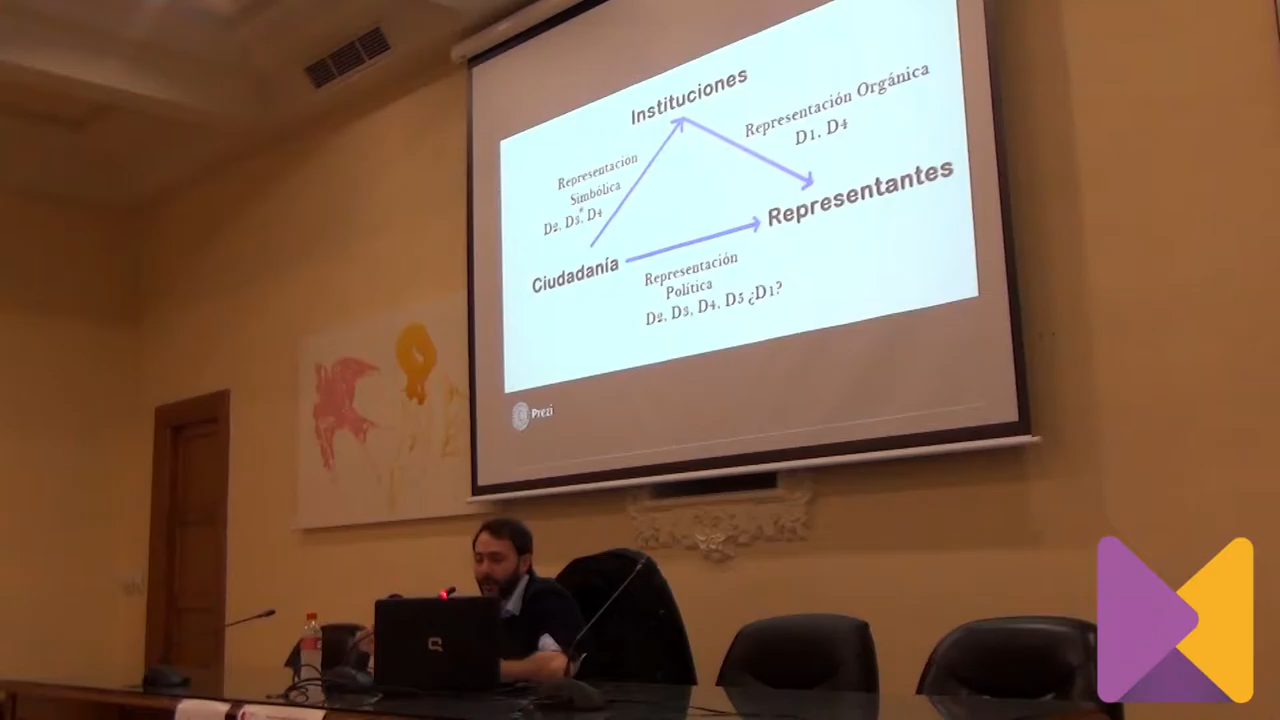 Instituciones
Representación Orgánica
D1, D4
Representación
Simbólica
D2, D3*, D4
Representantes
Ciudadanía
Representación
Política
D2, D3, D4, D5 ¿D1?
Prezi